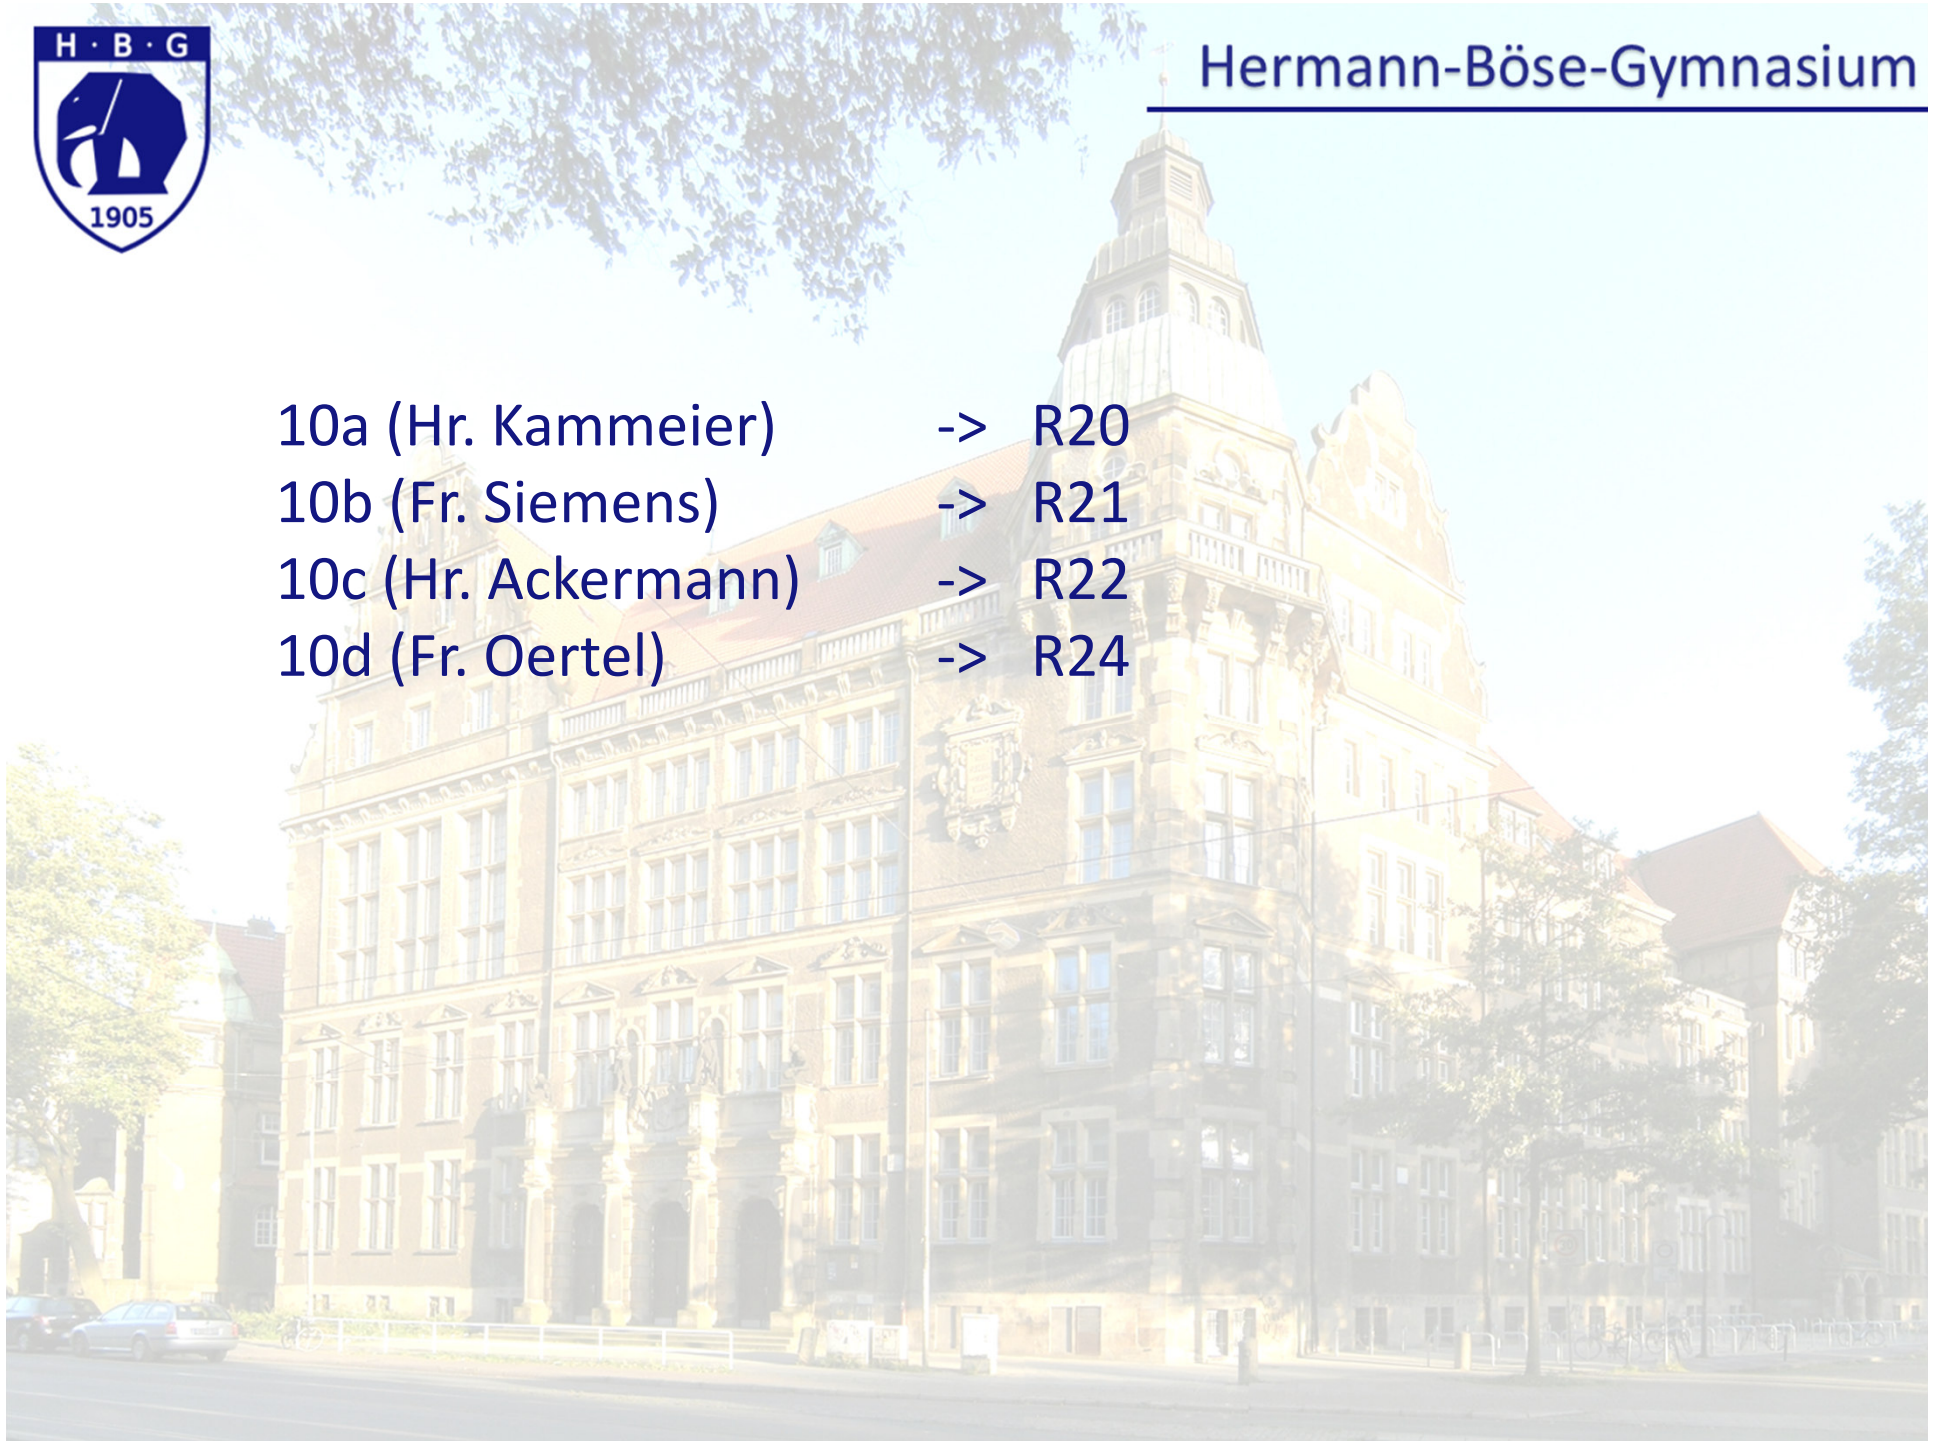 H · B · G
1905
Hermann-Böse-Gymnasium
10a (Hr. Kammeier) -> R20
10b (Fr. Siemens) -> R21
10c (Hr. Ackermann) -> R22
10d (Fr. Oertel) -> R24